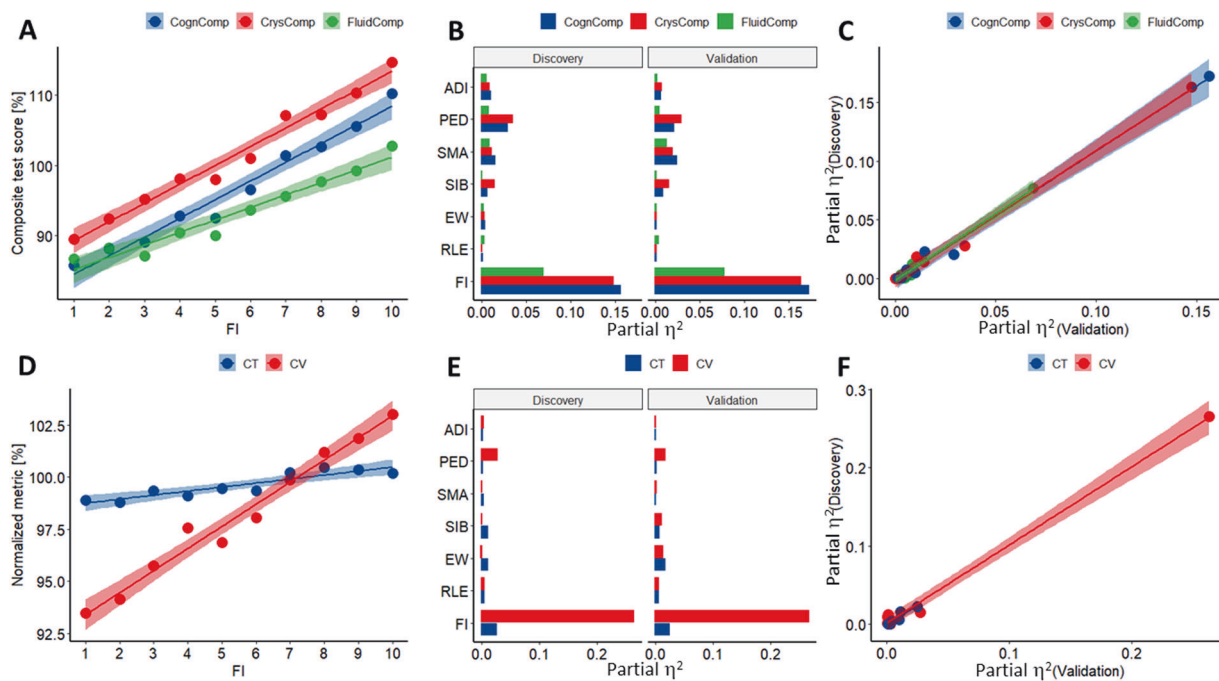 A
CognComp CrysComp FluidComp
Composite test score [%]
110
100
90
1 2 3 4 5 6 7 8 9 10
FI
B
CognComp CrysComp FluidComp
Discovery Validation
ADI
PED
SMA
SIB
EW
RLE
FI
0.00 0.05 0.10 0.15 0.00 0.05 0.10 0.15
Partial η²
C
CognComp CrysComp FluidComp
Partial η²(Discovery)
0.15
0.10
0.05
0.00
0.00 0.05 0.10 0.15
Partial η²(Validation)
D
CT CV
Normalized metric [%]
102.5
100.0
97.5
95.0
92.5
1 2 3 4 5 6 7 8 9 10
FI
E
CT CV
Discovery Validation
ADI
PED
SMA
SIB
EW
RLE
FI
0.0 0.1 0.2 0.0 0.1 0.2
Partial η²
F
CT CV
Partial η²(Discovery)
0.3
0.2
0.1
0.0
0.0 0.1 0.2
Partial η²(Validation)